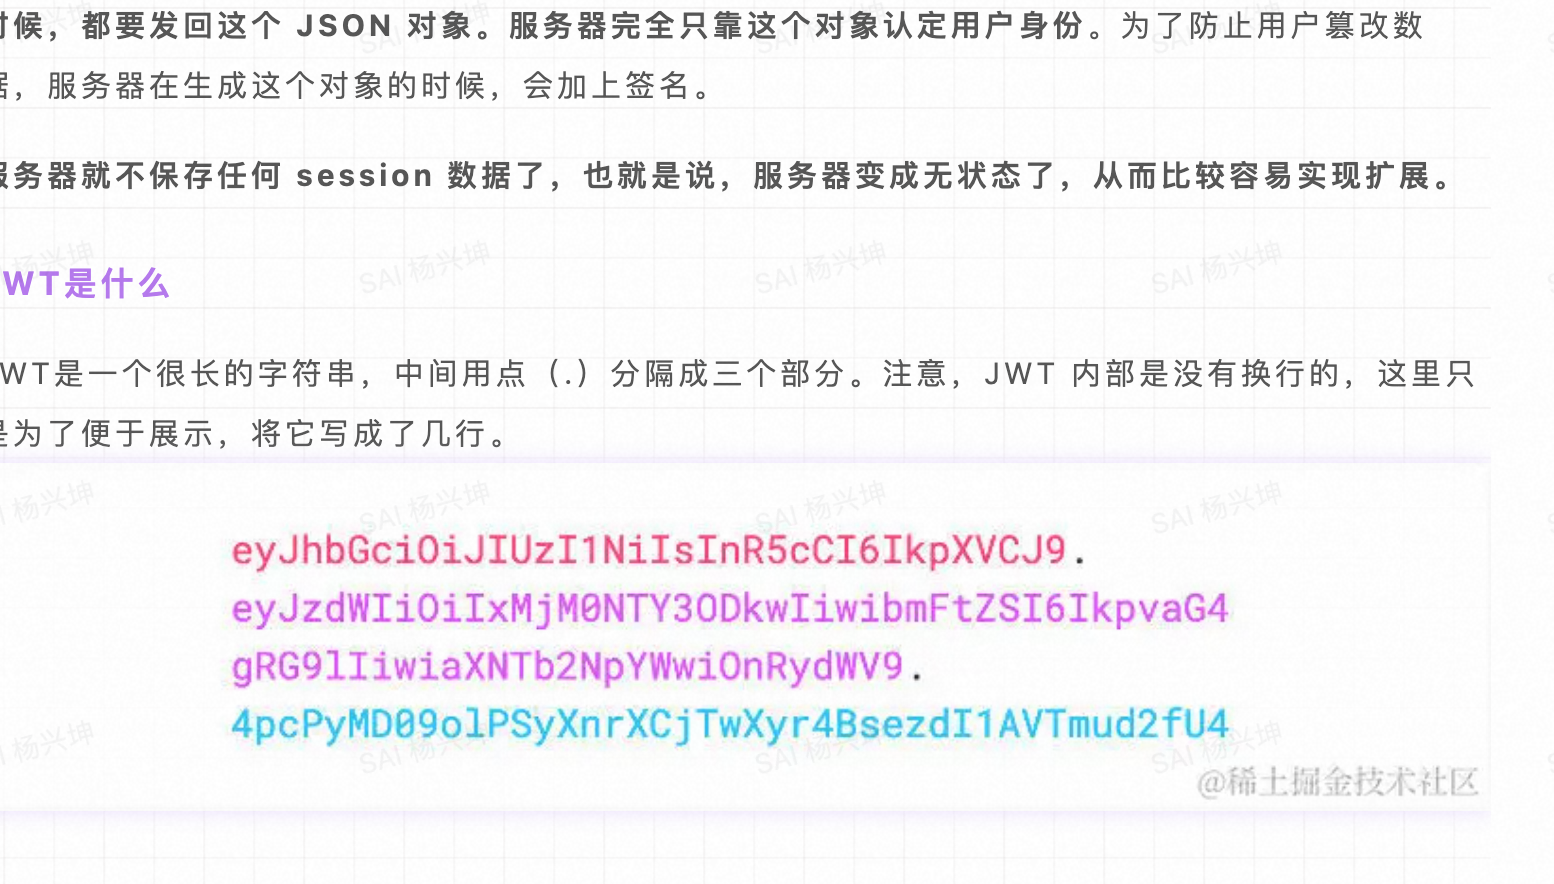 候，都要发回这个 JSON 对象。服务器完全只靠这个对象认定用户身份。为了防止用户篡改数
据，服务器在生成这个对象的时候，会加上签名。
服务器就不保存任何 session 数据了，也就是说，服务器变成无状态了，从而比较容易实现扩展。
WT是什么
WT是一个很长的字符串，中间用点（.）分隔成三个部分。注意，JWT 内部是没有换行的，这里只
是为了便于展示，将它写成了几行。
eyJhbGciOiJIUzI1NiIsInR5cCI6IkpXVCJ9.
eyJzdWIiOiIxMjM0NTY3ODkwIiwibmFtZSI6IkpvaG4
gRG9lIiwiaXNTb2NpYWwiOnRydWV9.
4pcPyMD09olPSyXnrXCjTwXyr4BsezdI1AVTmud2fU4
@稀土掘金技术社区
SAI 杨兴坤